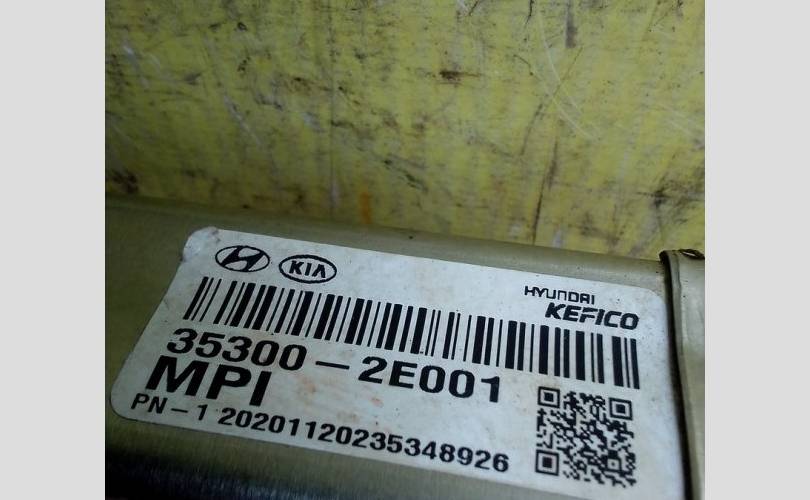 KIA
HYUNDAI
KEFICO
35300-2E001
MPI
PN-1 20201120235348926